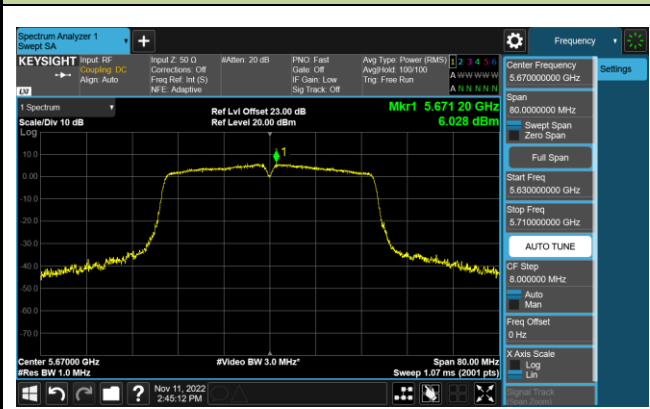 Spectrum Analyzer 1
Swept SA
Frequency
KEYSIGHT Input: RF Input Z: 50 Ω #Atten: 20 dB PNO: Fast Avg Type: Power (RMS) 1 2 3 4 5 6
Coupling: DC Corrections: Off Gate: Off Avg|Hold: 100/100 A W W W W W
Align: Auto Freq Ref: Int (S) IF Gain: Low Trig: Free Run
NFE: Adaptive Sig Track: Off A N N N N N
LXI
Center Frequency
5.670000000 GHz
Settings
Span
80.0000000 MHz
Swept Span
Zero Span
Full Span
Start Freq
5.630000000 GHz
Stop Freq
5.710000000 GHz
AUTO TUNE
CF Step
8.000000 MHz
Auto
Man
Freq Offset
0 Hz
X Axis Scale
Log
Lin
Signal Track
(Span Zoom)
1 Spectrum
Scale/Div 10 dB
Log
Ref Lvl Offset 23.00 dB
Ref Level 20.00 dBm
Mkr1 5.671 20 GHz
6.028 dBm
1
10.0
0.00
-10.0
-20.0
-30.0
-40.0
-50.0
-60.0
-70.0
Center 5.67000 GHz #Video BW 3.0 MHz* Span 80.00 MHz
#Res BW 1.0 MHz Sweep 1.07 ms (2001 pts)
Nov 11, 2022
2:45:12 PM